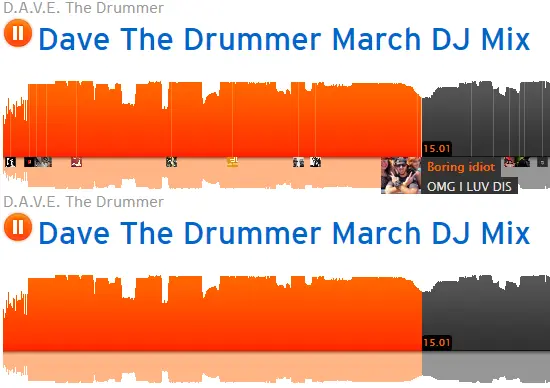 D.A.V.E. The Drummer
Dave The Drummer March DJ Mix
15.01
Boring idiot
OMG I LUV DIS
D.A.V.E. The Drummer
Dave The Drummer March DJ Mix
15.01